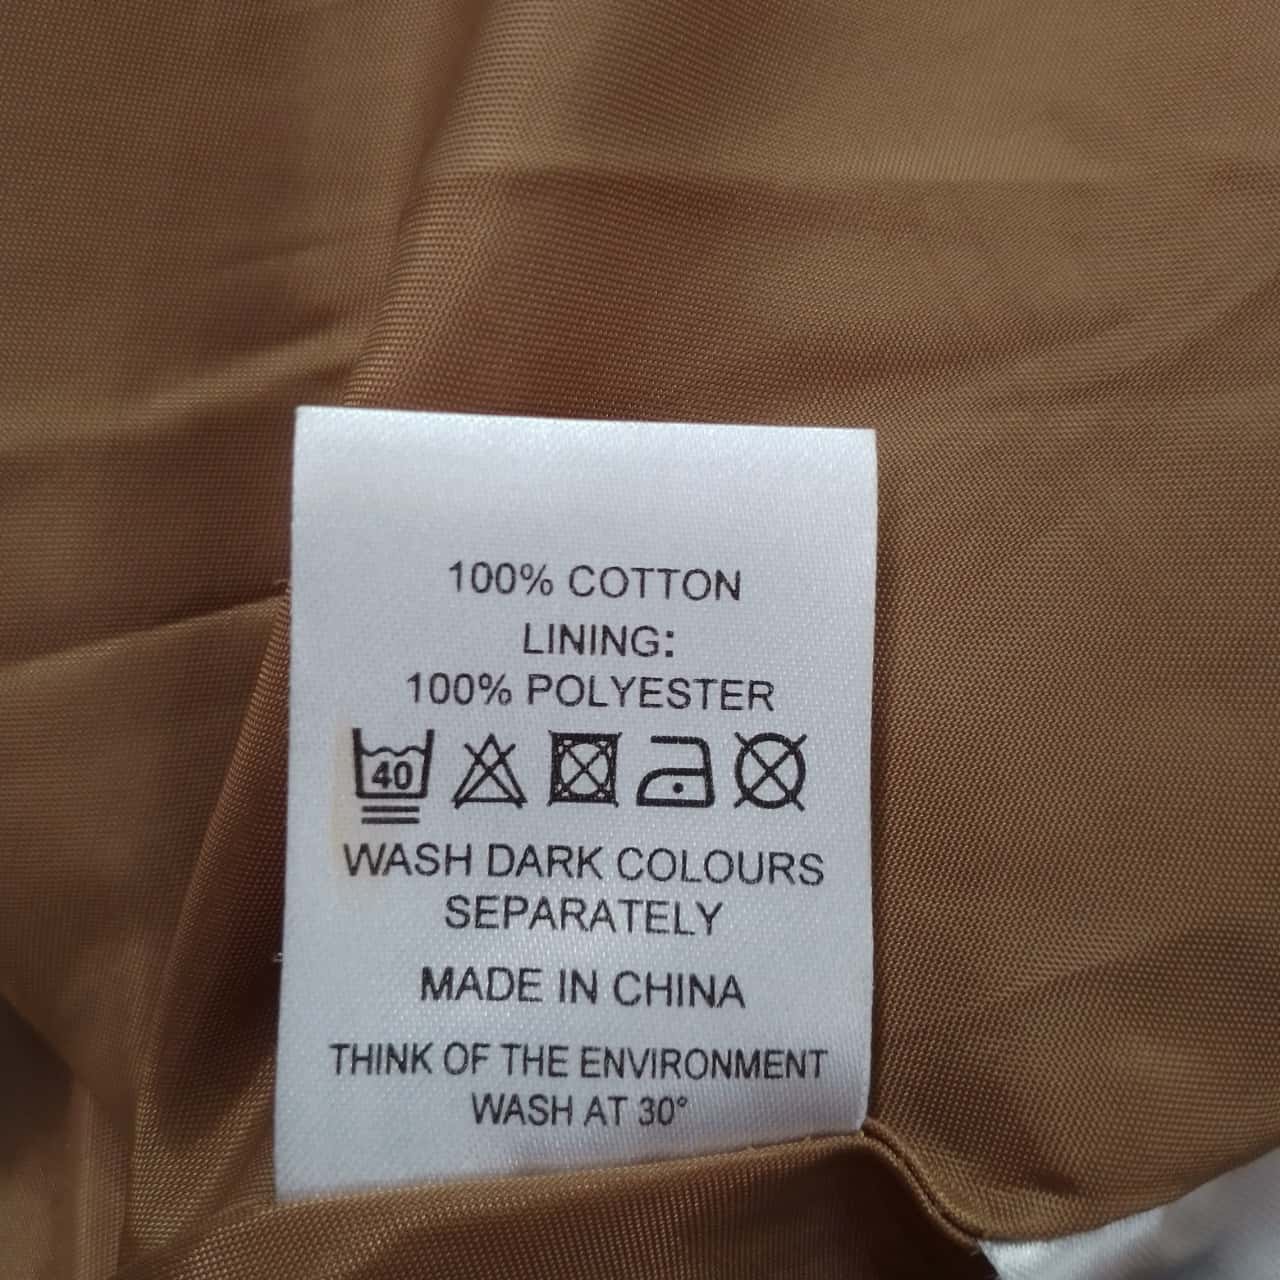 100% COTTON
LINING:
100% POLYESTER
40
WASH DARK COLOURS
SEPARATELY
MADE IN CHINA
THINK OF THE ENVIRONMENT
WASH AT 30°